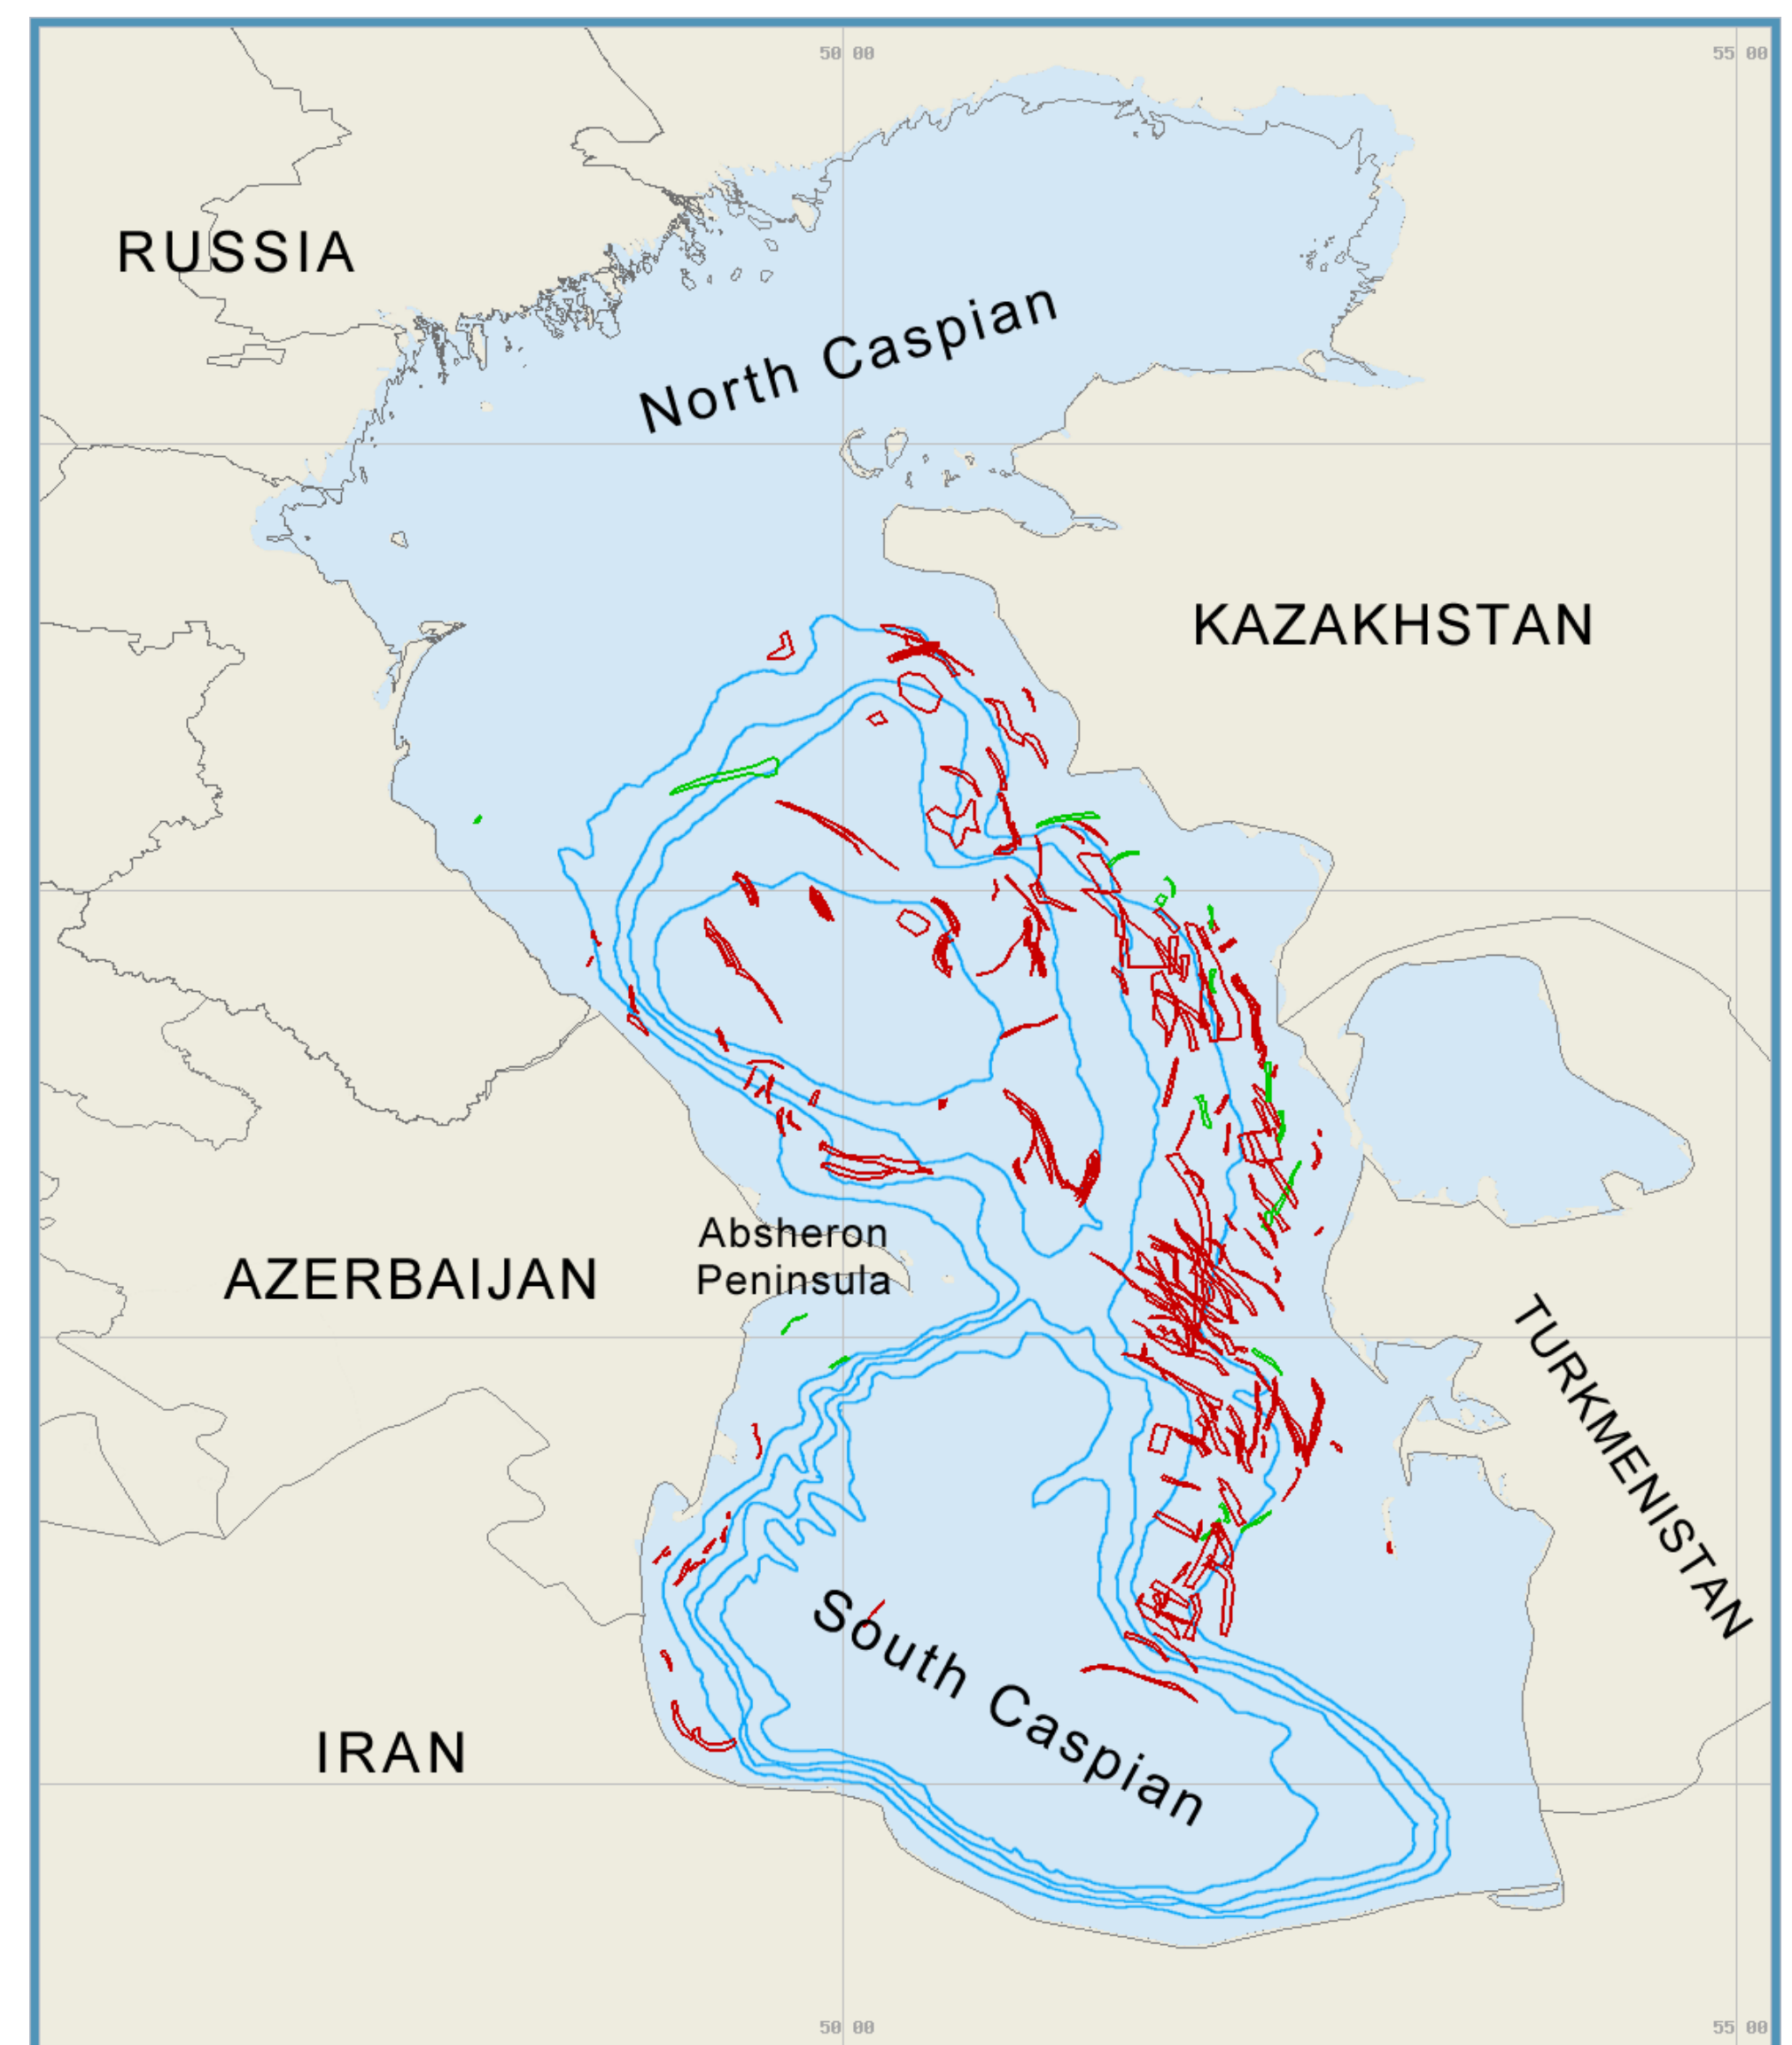 50 00
55 00
RUSSIA
North Caspian
KAZAKHSTAN
Absheron
Peninsula
AZERBAIJAN
TURKMENISTAN
South Caspian
IRAN
50 00
55 00